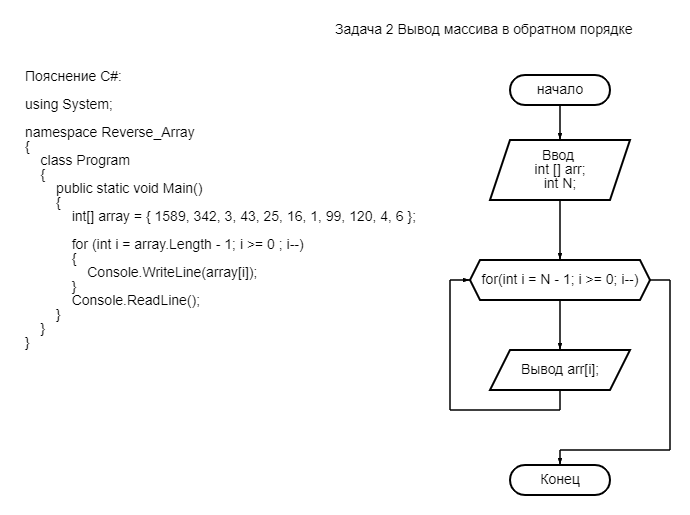 Задача 2 Вывод массива в обратном порядке
Пояснение C#:
using System;
namespace Reverse_Array
{
class Program
{
public static void Main()
{
int[] array = { 1589, 342, 3, 43, 25, 16, 1, 99, 120, 4, 6 };
for (int i = array.Length - 1; i >= 0 ; i--)
{
Console.WriteLine(array[i]);
}
Console.ReadLine();
}
}
}
начало
Ввод
int [] arr;
int N;
for(int i = N - 1; i >= 0; i--)
Вывод arr[i];
Конец